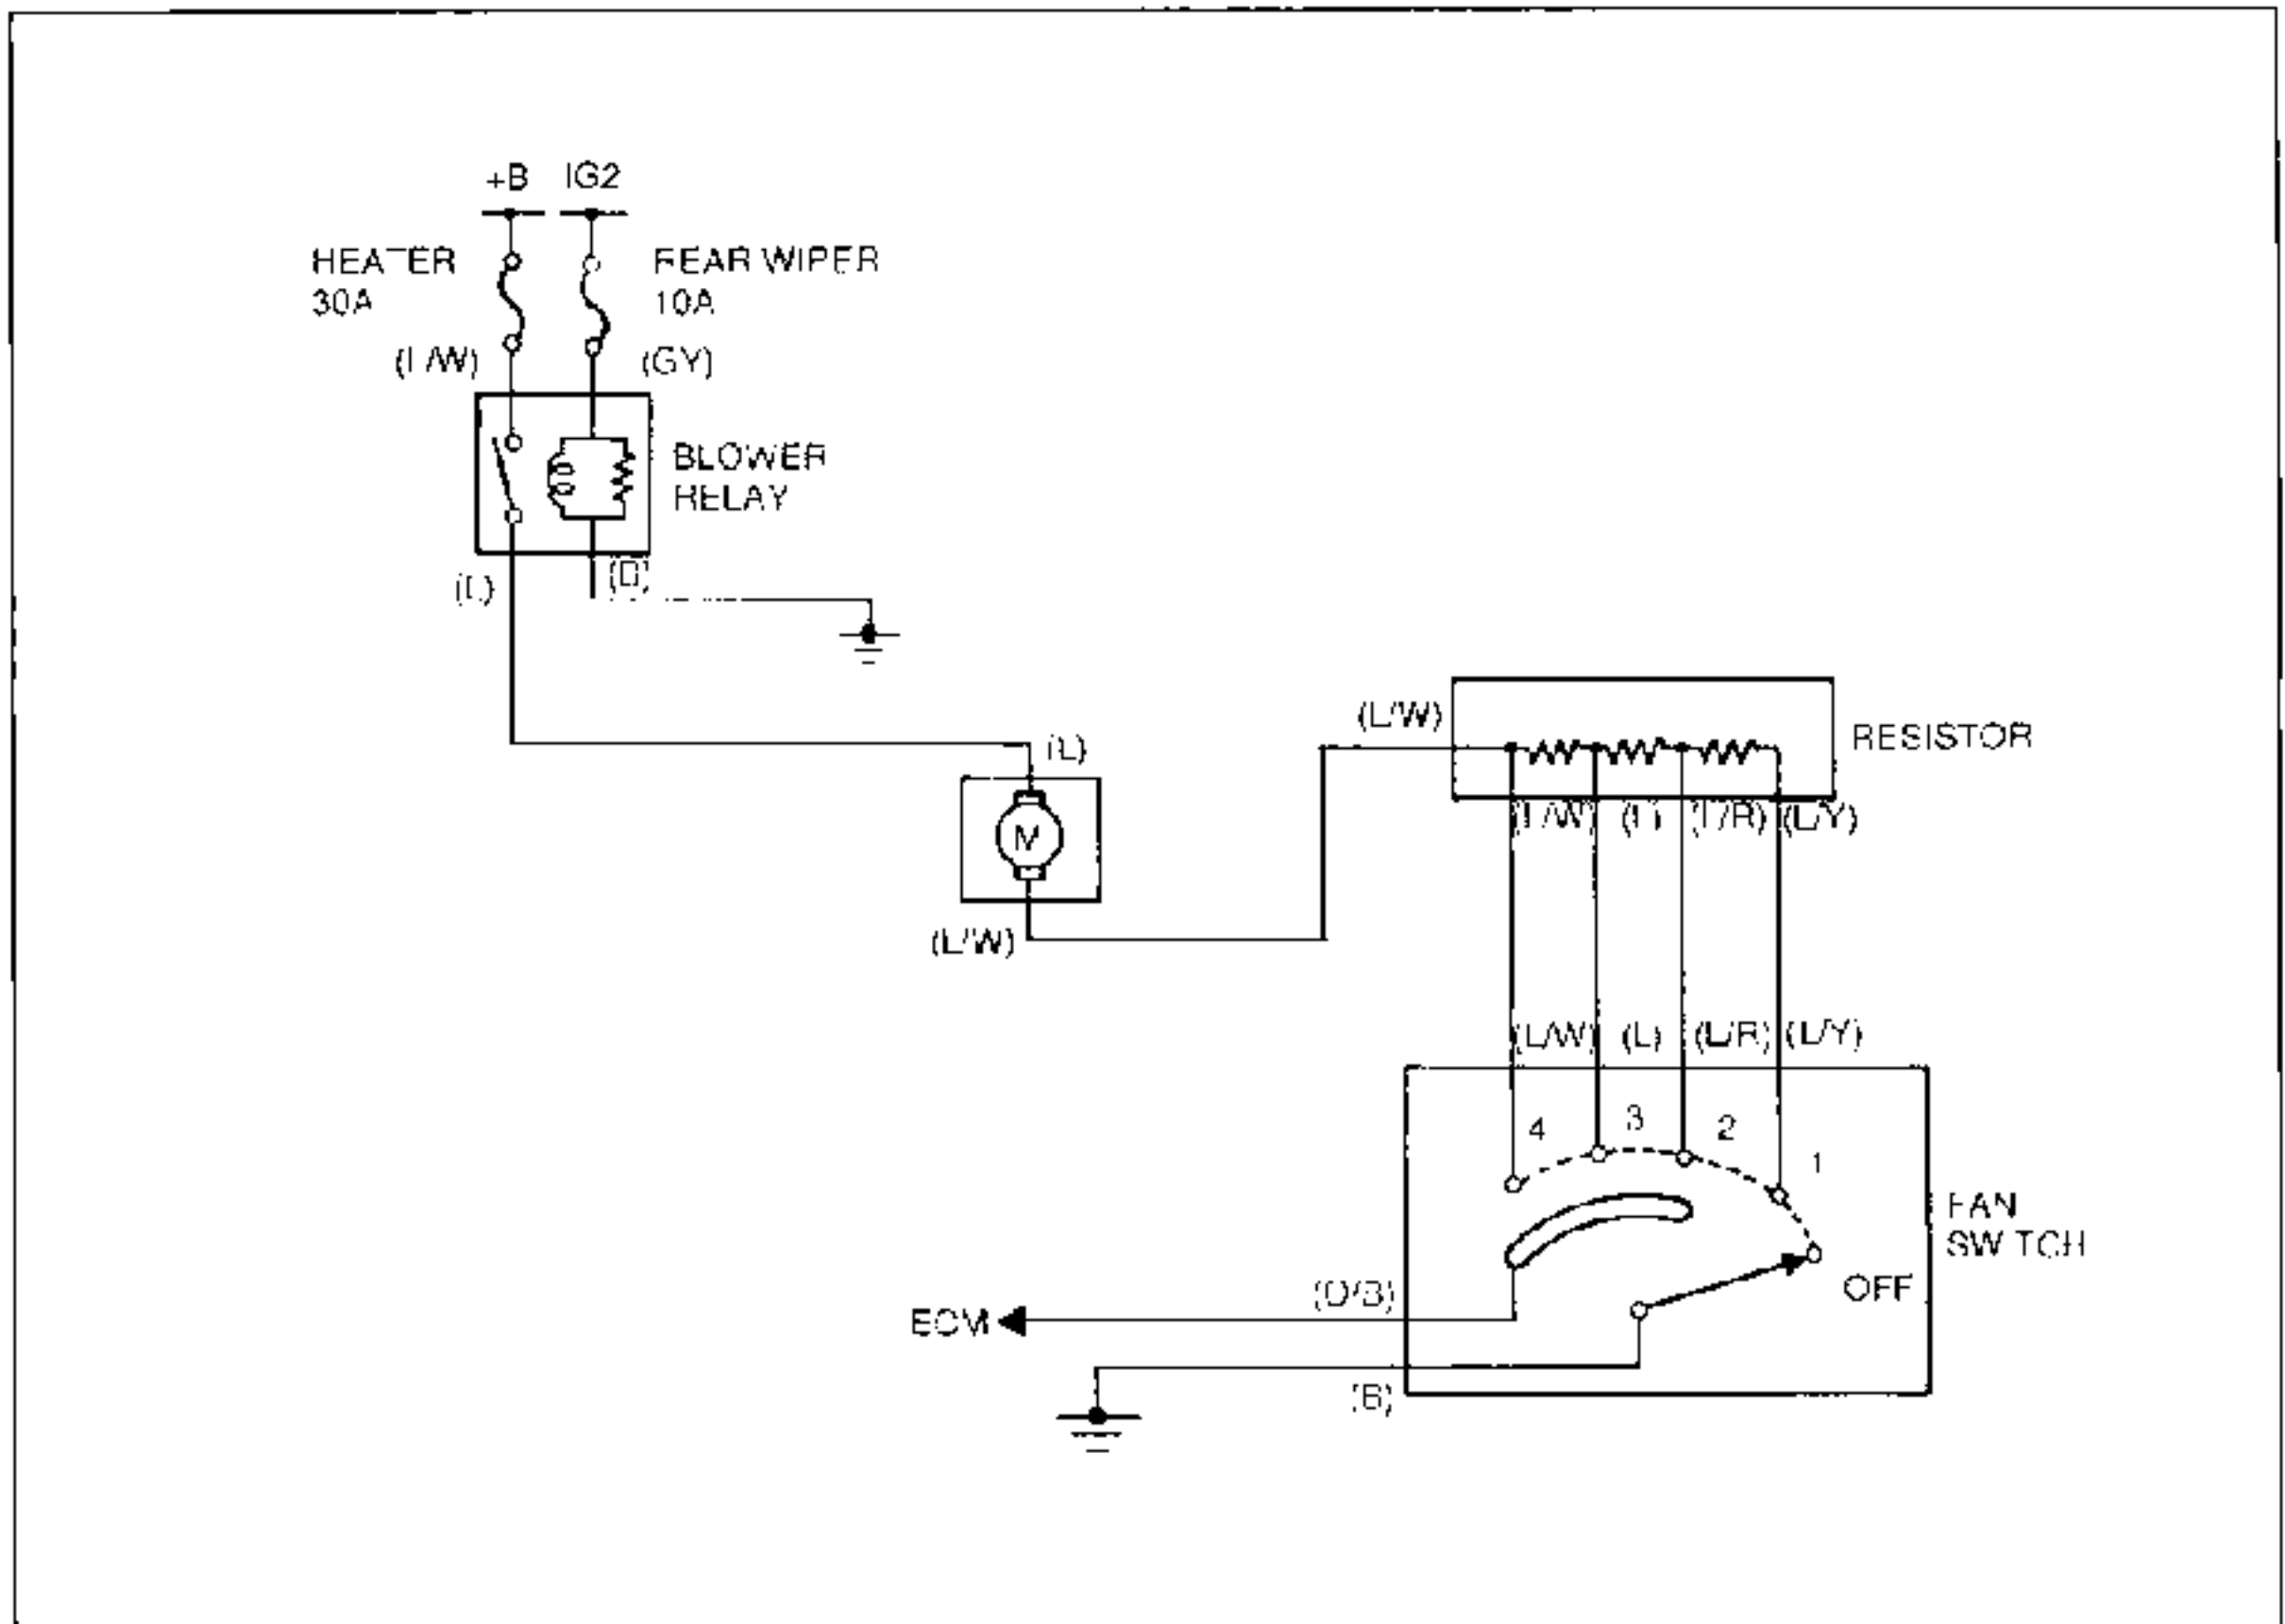 +B IG2
HEATER
30A
REAR WIPER
10A
(L/W)
(GY)
BLOWER
RELAY
(L)
(L)
(L/W)
(L/W)
RESISTOR
(L/W) (L) (L/R) (L/Y)
(L/W) (L) (L/R) (L/Y)
4 3 2 1
FAN
SWITCH
OFF
ECM
(B)
M